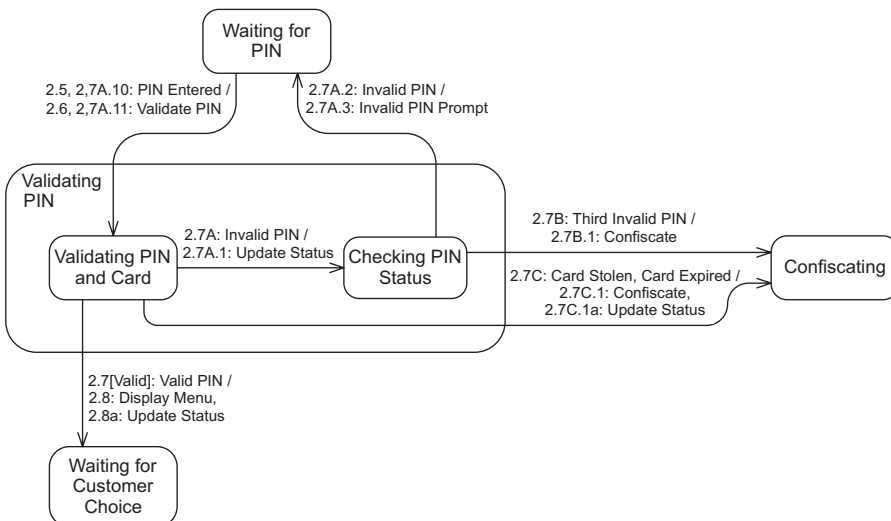 Waiting for
PIN
2.5, 2,7A.10: PIN Entered /
2.6, 2,7A.11: Validate PIN
2.7A.2: Invalid PIN /
2.7A.3: Invalid PIN Prompt
Validating
PIN
Validating PIN
and Card
2.7A: Invalid PIN /
2.7A.1: Update Status
Checking PIN
Status
2.7B: Third Invalid PIN /
2.7B.1: Confiscate
2.7C: Card Stolen, Card Expired /
2.7C.1: Confiscate,
2.7C.1a: Update Status
Confiscating
2.7[Valid]: Valid PIN /
2.8: Display Menu,
2.8a: Update Status
Waiting for
Customer
Choice